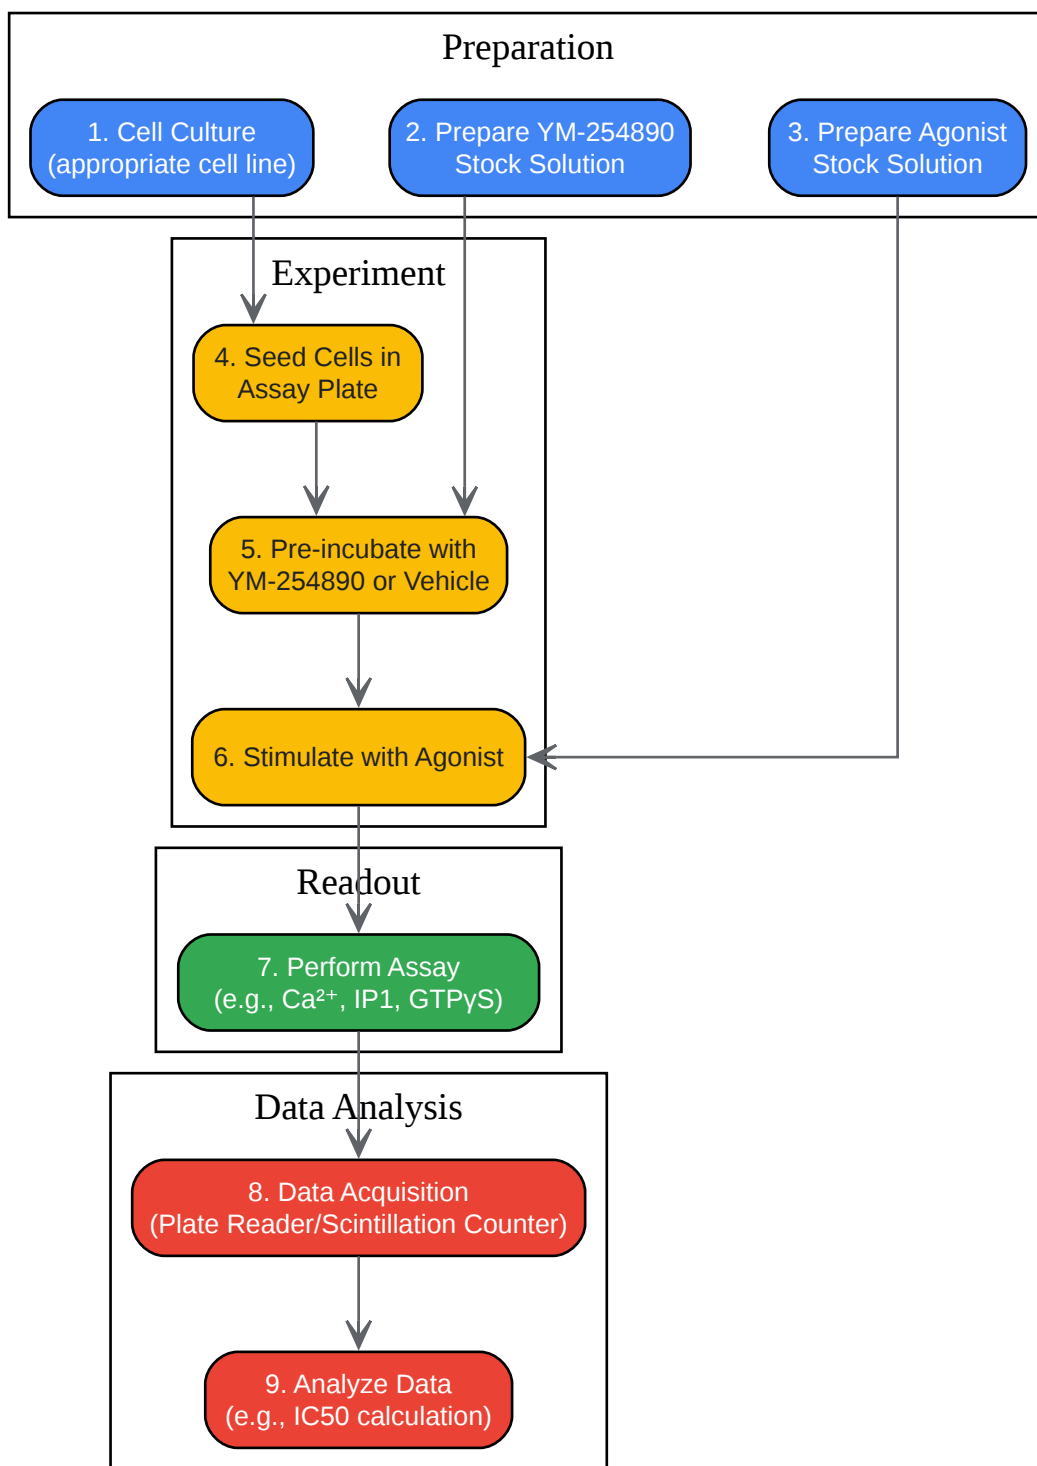 Preparation
1. Cell Culture
(appropriate cell line)
2. Prepare YM-254890
Stock Solution
3. Prepare Agonist
Stock Solution
Experiment
4. Seed Cells in
Assay Plate
5. Pre-incubate with
YM-254890 or Vehicle
6. Stimulate with Agonist
Readout
7. Perform Assay
(e.g., Ca²⁺, IP1, GTPγS)
Data Analysis
8. Data Acquisition
(Plate Reader/Scintillation Counter)
9. Analyze Data
(e.g., IC50 calculation)